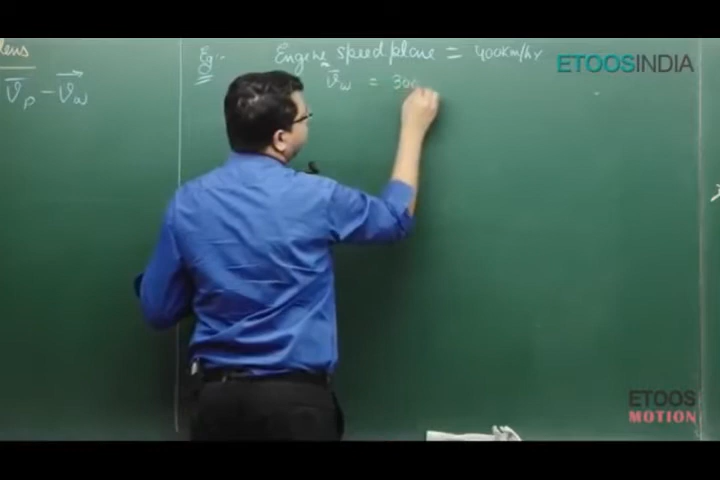 lens
v̅p − v⃗w
Eg:-
Engine speed plane = 400km/hr
v̅w = 300
ETOOSINDIA
ETOOS
MOTION